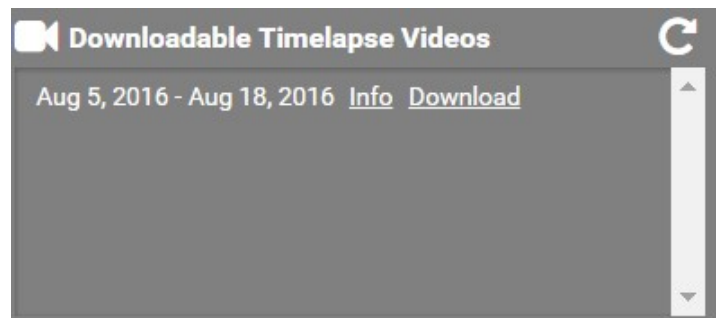 Downloadable Timelapse Videos
Aug 5, 2016 - Aug 18, 2016 Info Download